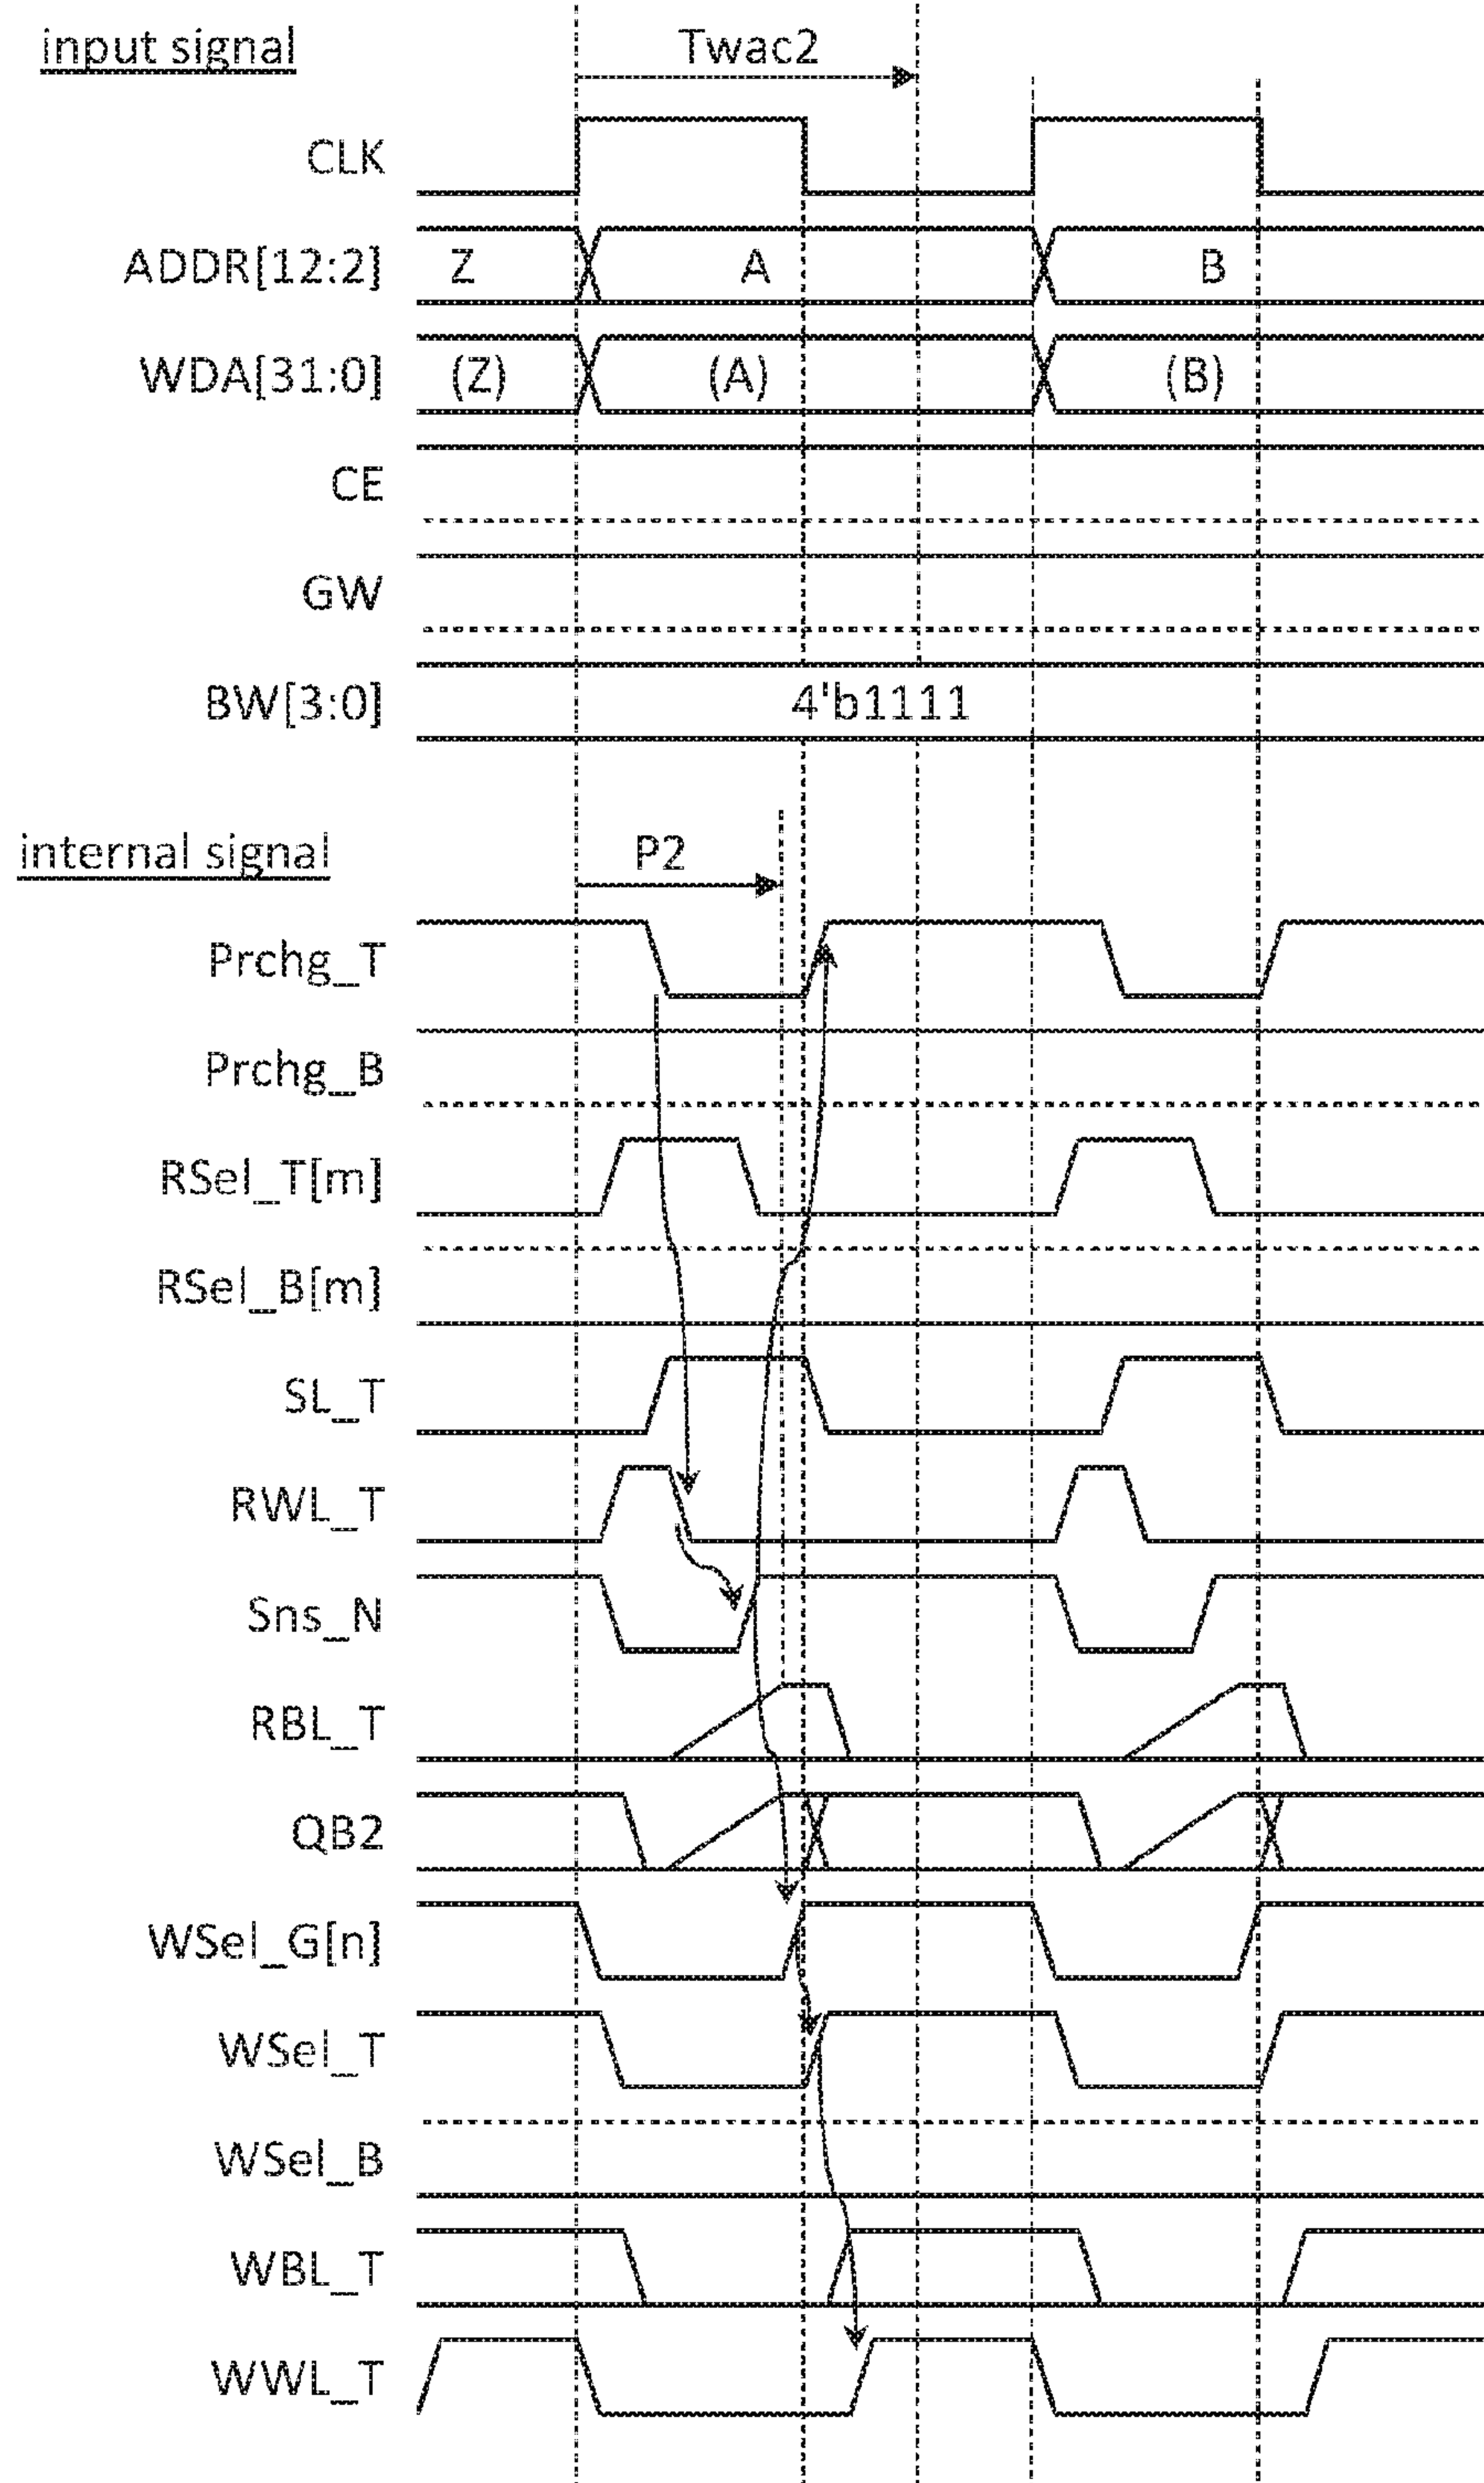 input signal
Twac2
CLK
ADDR[12:2]
Z
A
B
WDA[31:0]
(Z)
(A)
(B)
CE
GW
BW[3:0]
4'b1111
internal signal
P2
Prchg_T
Prchg_B
RSel_T[m]
RSel_B[m]
SL_T
RWL_T
Sns_N
RBL_T
QB2
WSel_G[n]
WSel_T
WSel_B
WBL_T
WWL_T